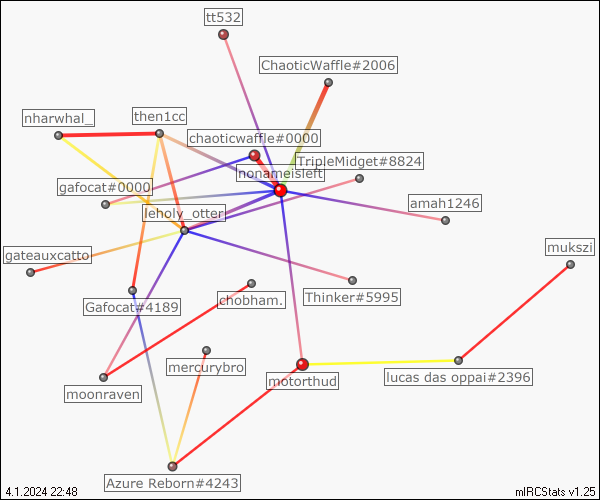 tt532
ChaoticWaffle#2006
nharwhal_
then1cc
chaoticwaffle#0000
TripleMidget#8824
nonameisleft
gafocat#0000
amah1246
leholy_otter
mukszi
gateauxcatto
Thinker#5995
chobham.
Gafocat#4189
mercurybro
motorthud
lucas das oppai#2396
moonraven
Azure Reborn#4243
4.1.2024 22:48
mIRCStats v1.25